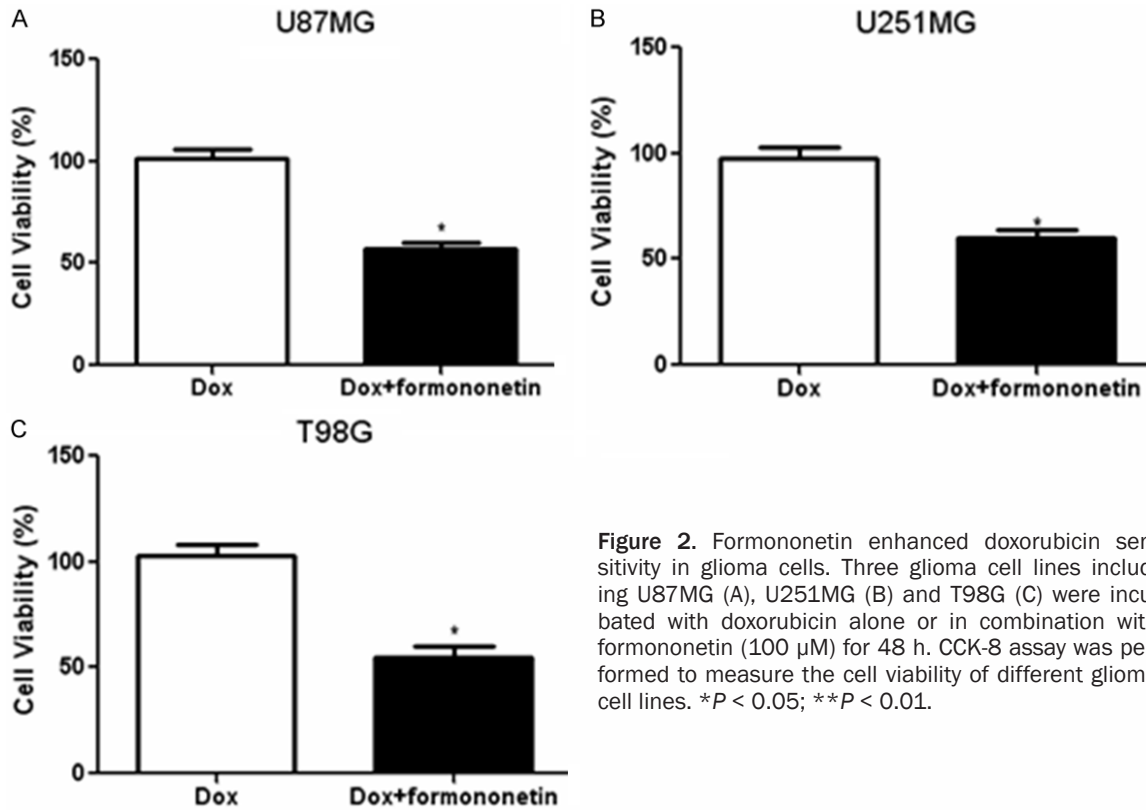 A
U87MG
150
100
50
0
Cell Viability (%)
*
Dox
Dox+formononetin
B
U251MG
150
100
50
0
Cell Viability (%)
*
Dox
Dox+formononetin
C
T98G
150
100
50
0
Cell Viability (%)
*
Dox
Dox+formononetin
Figure 2. Formononetin enhanced doxorubicin sen
sitivity in glioma cells. Three glioma cell lines includ
ing U87MG (A), U251MG (B) and T98G (C) were incu
bated with doxorubicin alone or in combination wit
formononetin (100 μM) for 48 h. CCK-8 assay was pe
formed to measure the cell viability of different gliom
cell lines. *P < 0.05; **P < 0.01.